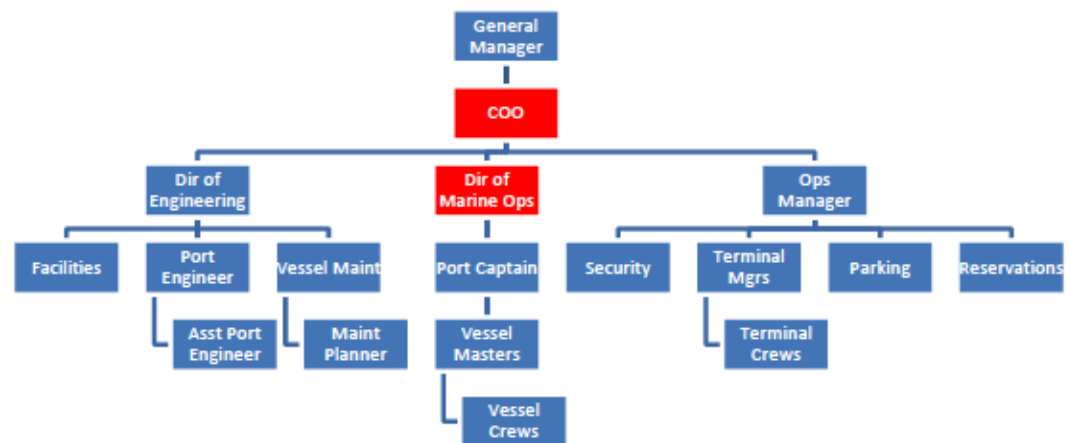 General
Manager
COO
Dir of
Engineering
Dir of
Marine Ops
Ops
Manager
Facilities
Port
Engineer
Vessel Maint
Port Captain
Security
Terminal
Mgrs
Parking
Reservations
Asst Port
Engineer
Maint
Planner
Vessel
Masters
Terminal
Crews
Vessel
Crews